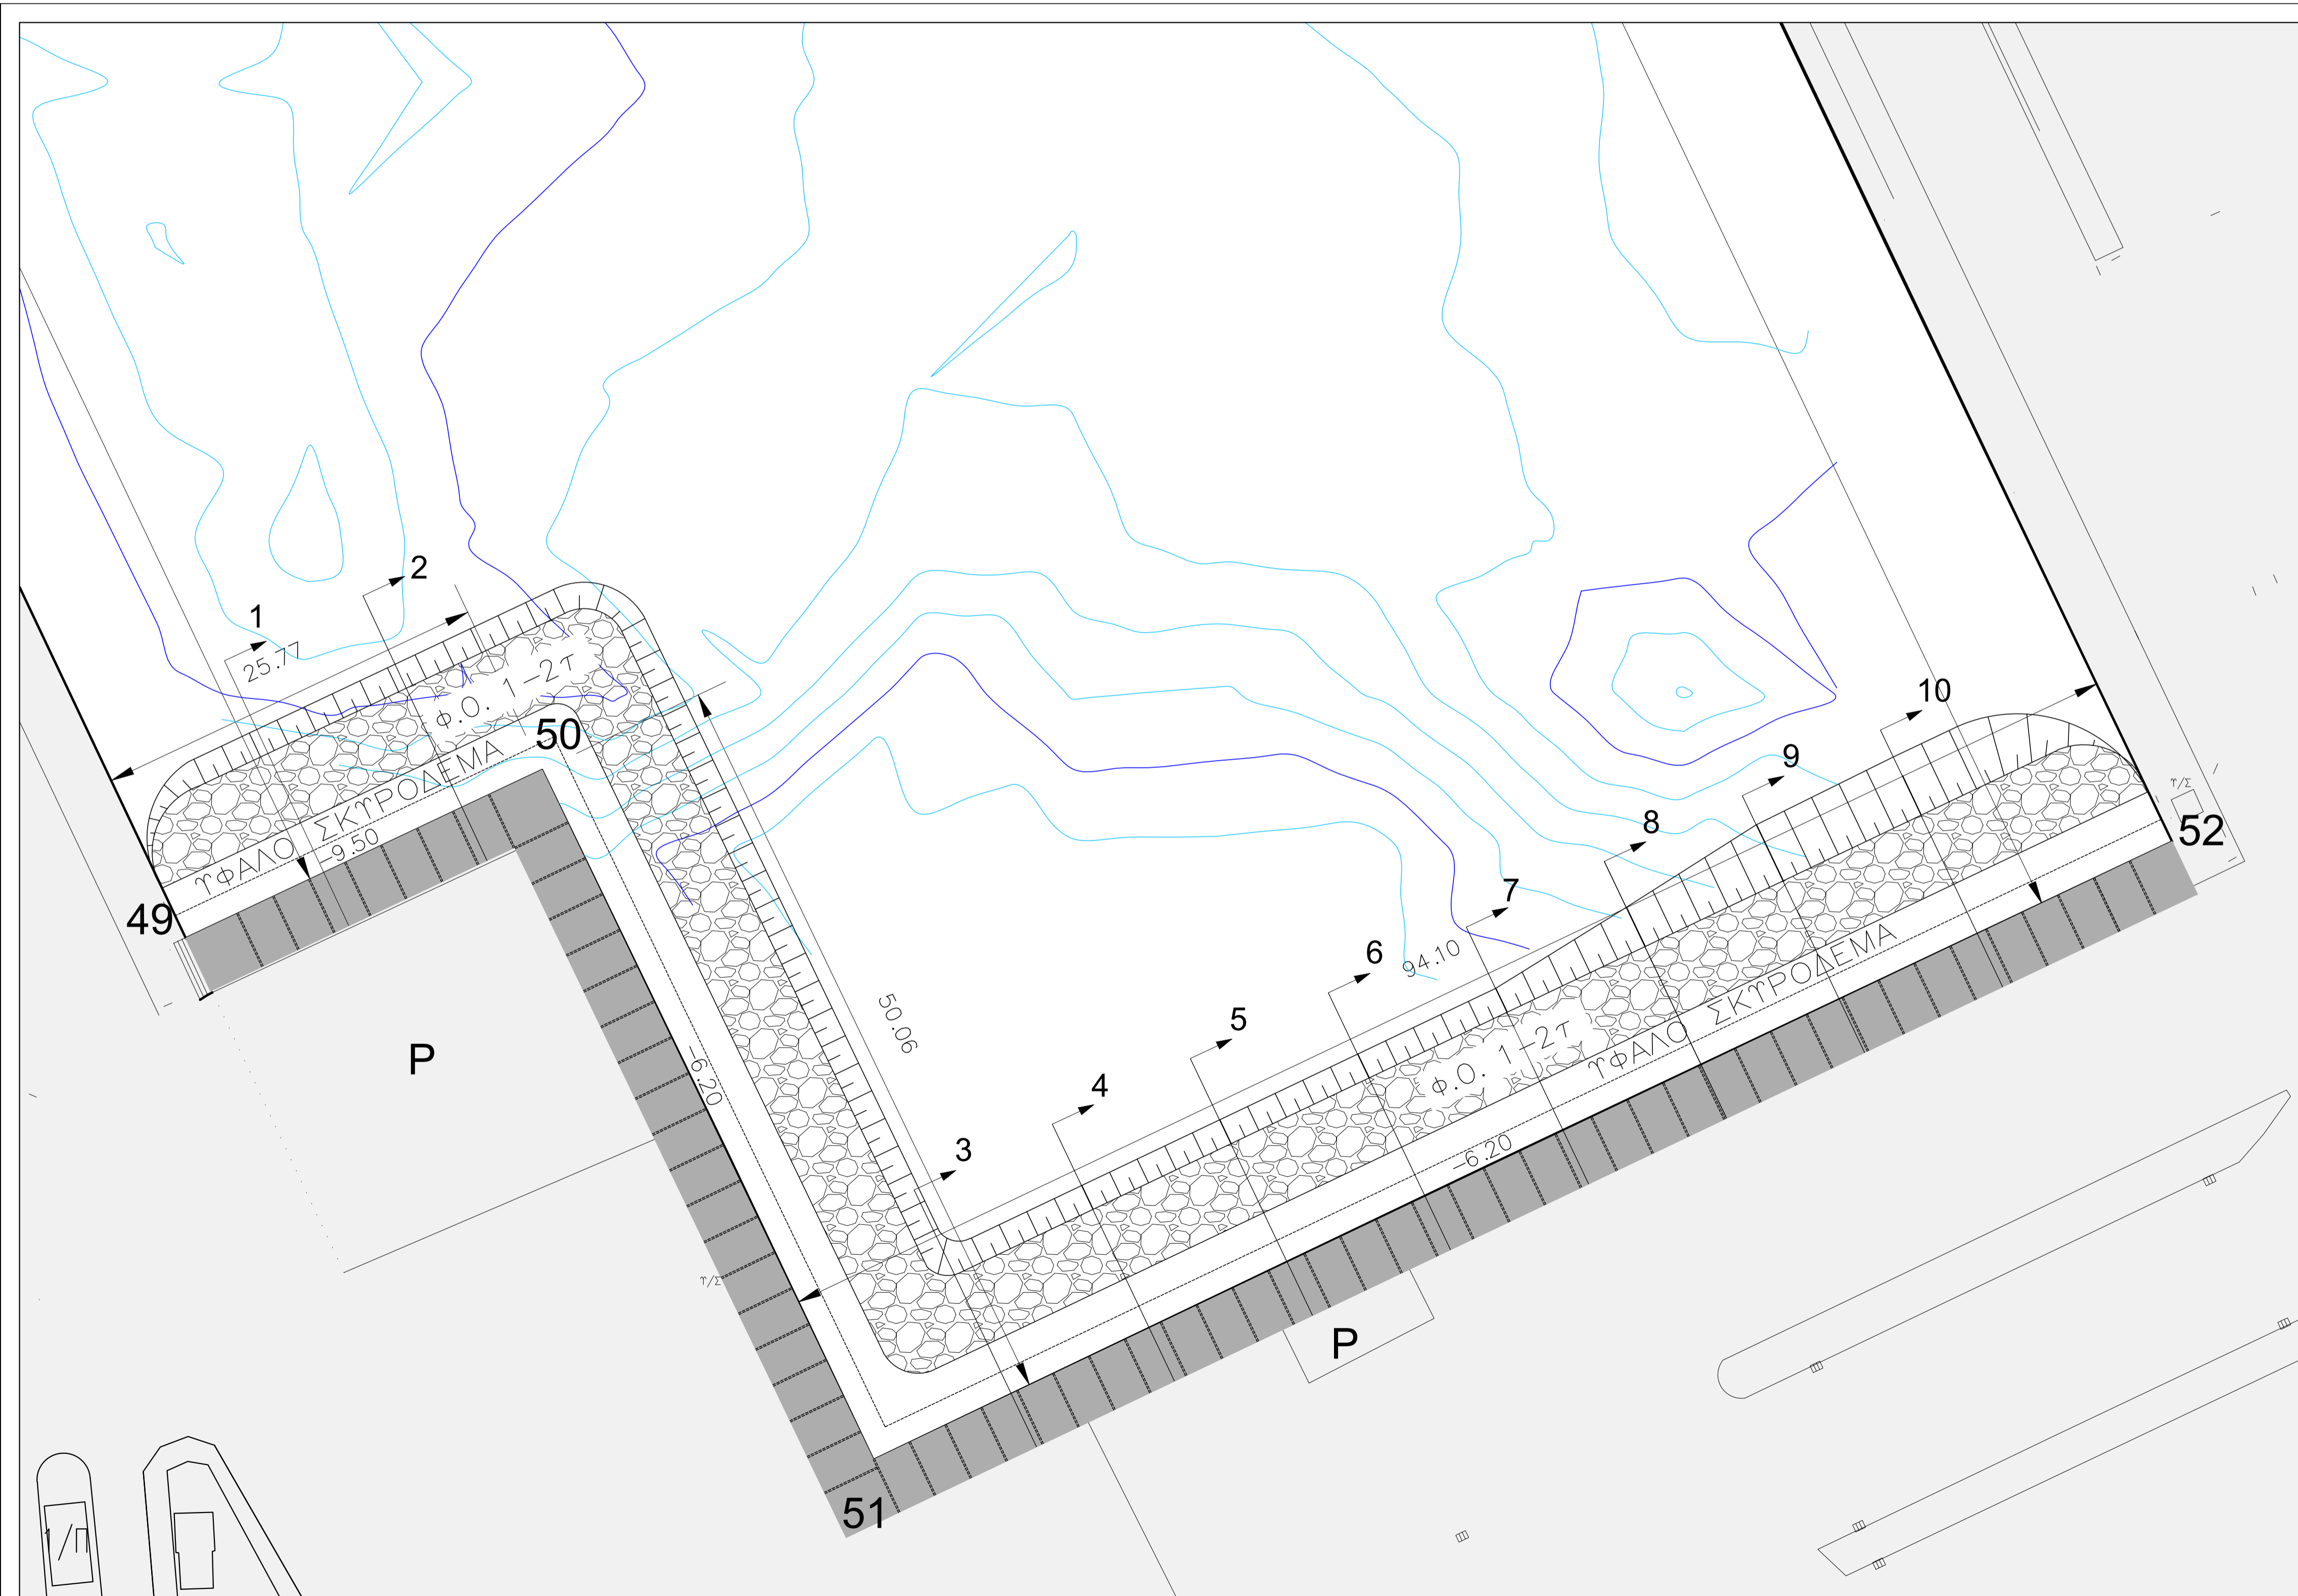 2
1
25.77
φ.Ο. 1-2τ
50
ΥΦΑΛΟ ΣΚΥΡΟΔΕΜΑ
-9.50
49
10
9
Υ/Σ
8
52
7
94.10
6
ΥΦΑΛΟ ΣΚΥΡΟΔΕΜΑ
50.06
5
φ.Ο. 1-2τ
P
-6.20
4
3
-6.20
Υ/Σ
P
51
1/Π